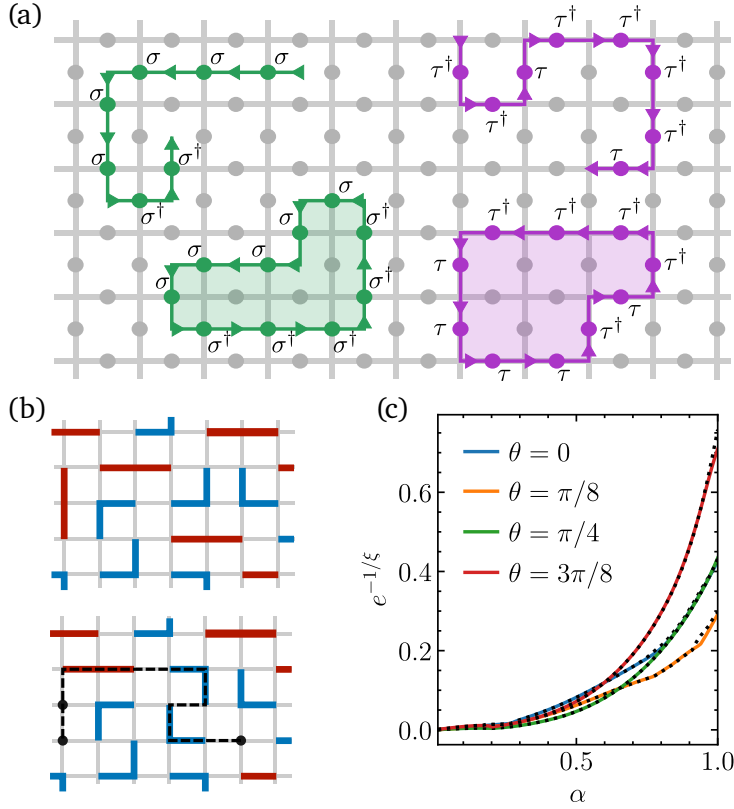 (a)
τ† τ†
σ σ σ
τ† τ τ†
σ
τ†
τ†
σ σ† τ
σ
σ† τ† τ† τ†
σ σ†
σ σ
τ τ†
σ
τ
σ† σ† σ† τ τ†
τ τ
(b)
(c)
θ = 0
θ = π/8
θ = π/4
θ = 3π/8
e^{-1/ξ}
0.6
0.4
0.2
0.0
0.5 1.0
α